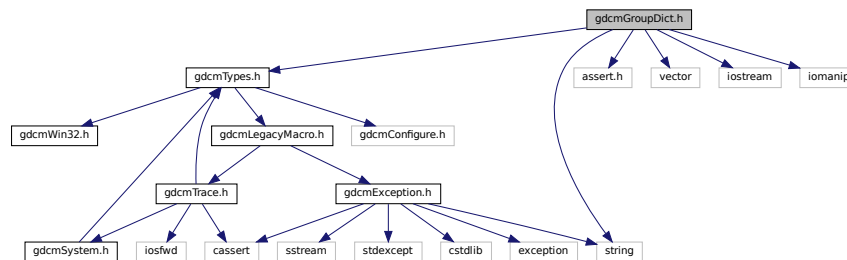 gdcmGroupDict.h
gdcmTypes.h
assert.h
vector
iostream
iomanip
gdcmWin32.h
gdcmLegacyMacro.h
gdcmConfigure.h
gdcmTrace.h
gdcmException.h
gdcmSystem.h
iosfwd
cassert
sstream
stdexcept
cstdlib
exception
string